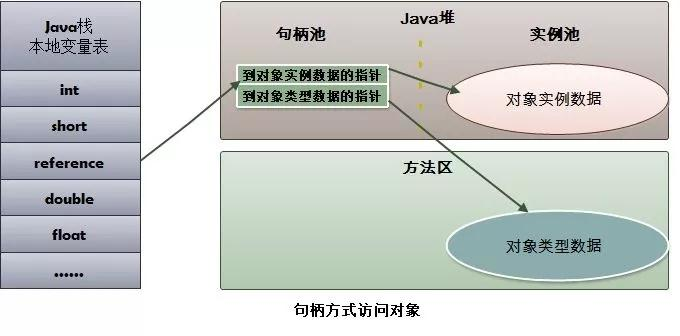 Java栈
本地变量表
int
short
reference
double
float
......
Java堆
句柄池
实例池
到对象实例数据的指针
到对象类型数据的指针
对象实例数据
方法区
对象类型数据
句柄方式访问对象